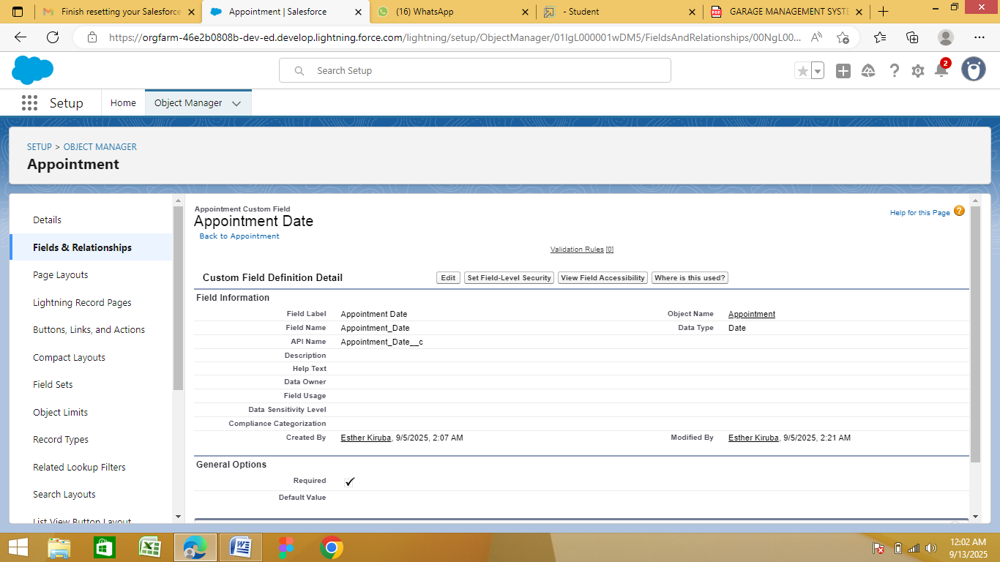 Finish resetting your Salesforce
Appointment | Salesforce
(16) WhatsApp
- Student
GARAGE MANAGEMENT SYSTE
https://orgfarm-46e2b0808b-dev-ed.develop.lightning.force.com/lightning/setup/ObjectManager/01IgL000001wDM5/FieldsAndRelationships/00NgL00...
Search Setup
2
Setup
Home
Object Manager
SETUP > OBJECT MANAGER
Appointment
Details
Fields & Relationships
Page Layouts
Lightning Record Pages
Buttons, Links, and Actions
Compact Layouts
Field Sets
Object Limits
Record Types
Related Lookup Filters
Search Layouts
List View Button Layout
Appointment Custom Field
Appointment Date
Back to Appointment
Help for this Page
Validation Rules [0]
Custom Field Definition Detail
Edit
Set Field-Level Security
View Field Accessibility
Where is this used?
Field Information
Field Label Appointment Date Object Name Appointment
Field Name Appointment_Date Data Type Date
API Name Appointment_Date__c
Description
Help Text
Data Owner
Field Usage
Data Sensitivity Level
Compliance Categorization
Created By Esther Kiruba, 9/5/2025, 2:07 AM Modified By Esther Kiruba, 9/5/2025, 2:21 AM
General Options
Required
Default Value
12:02 AM
9/13/2025